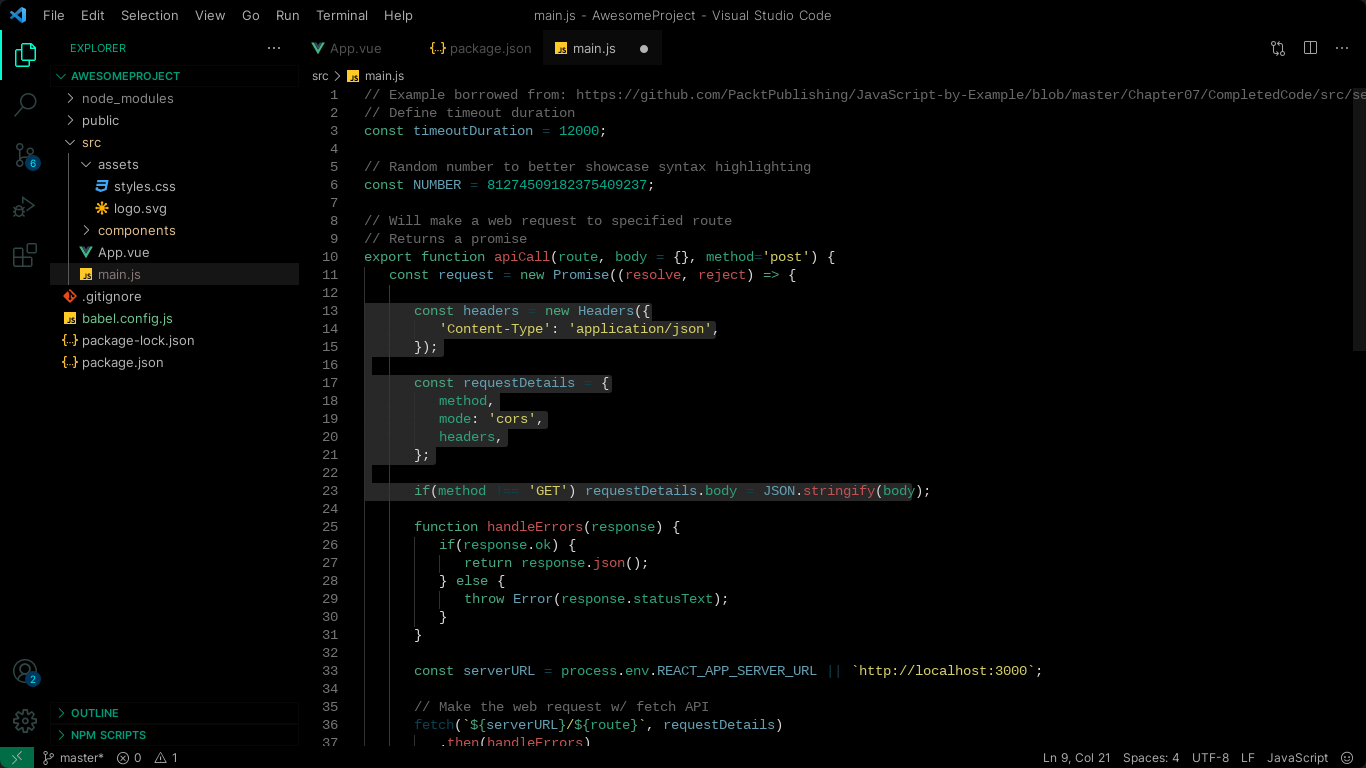 File Edit Selection View Go Run Terminal Help
main.js - AwesomeProject - Visual Studio Code
EXPLORER
AWESOMEPROJECT
node_modules
public
src
assets
styles.css
logo.svg
components
App.vue
main.js
.gitignore
babel.config.js
package-lock.json
package.json
OUTLINE
NPM SCRIPTS
6
2
App.vue package.json main.js
src > main.js
1 // Example borrowed from: https://github.com/PacktPublishing/JavaScript-by-Example/blob/master/Chapter07/CompletedCode/src/se
2 // Define timeout duration
3 const timeoutDuration = 12000;
4
5 // Random number to better showcase syntax highlighting
6 const NUMBER = 81274509182375409237;
7
8 // Will make a web request to specified route
9 // Returns a promise
10 export function apiCall(route, body = {}, method='post') {
11 const request = new Promise((resolve, reject) => {
12
13 const headers = new Headers({
14 'Content-Type': 'application/json',
15 });
16
17 const requestDetails = {
18 method,
19 mode: 'cors',
20 headers,
21 };
22
23 if(method !== 'GET') requestDetails.body = JSON.stringify(body);
24
25 function handleErrors(response) {
26 if(response.ok) {
27 return response.json();
28 } else {
29 throw Error(response.statusText);
30 }
31 }
32
33 const serverURL = process.env.REACT_APP_SERVER_URL || `http://localhost:3000`;
34
35 // Make the web request w/ fetch API
36 fetch(`${serverURL}/${route}`, requestDetails)
37 .then(handleErrors)
master* 0 1 Ln 9, Col 21 Spaces: 4 UTF-8 LF JavaScript